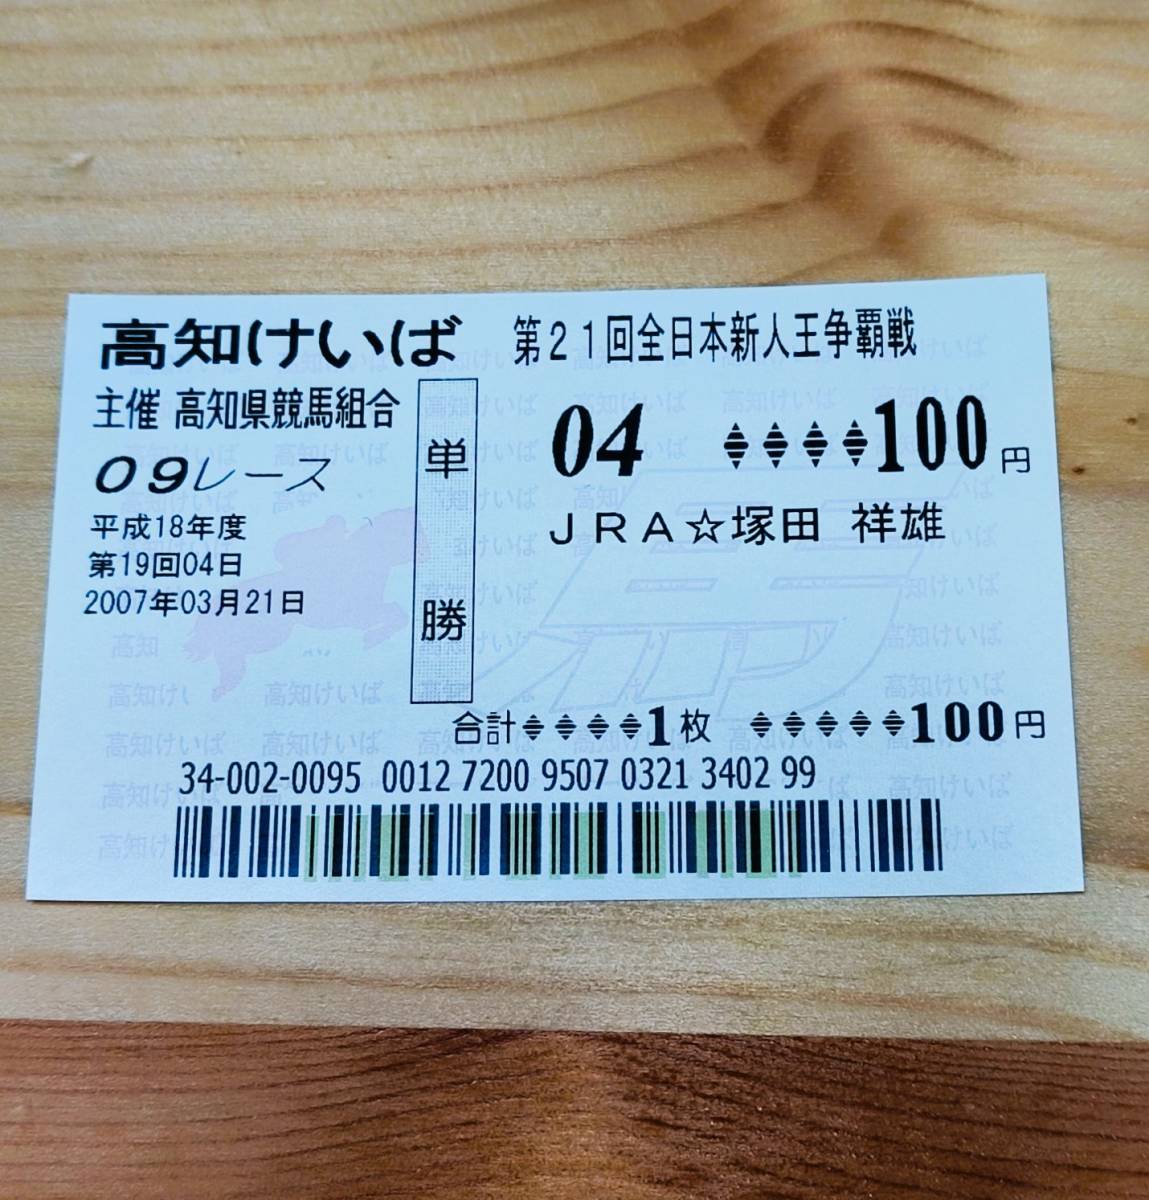 高知けいば 第21回全日本新人王争覇戦
主催 高知県競馬組合
09レース
平成18年度
第19回04日
2007年03月21日
単勝
04 100円
JRA☆塚田 祥雄
合計 1枚 100円
34-002-0095 0012 7200 9507 0321 3402 99